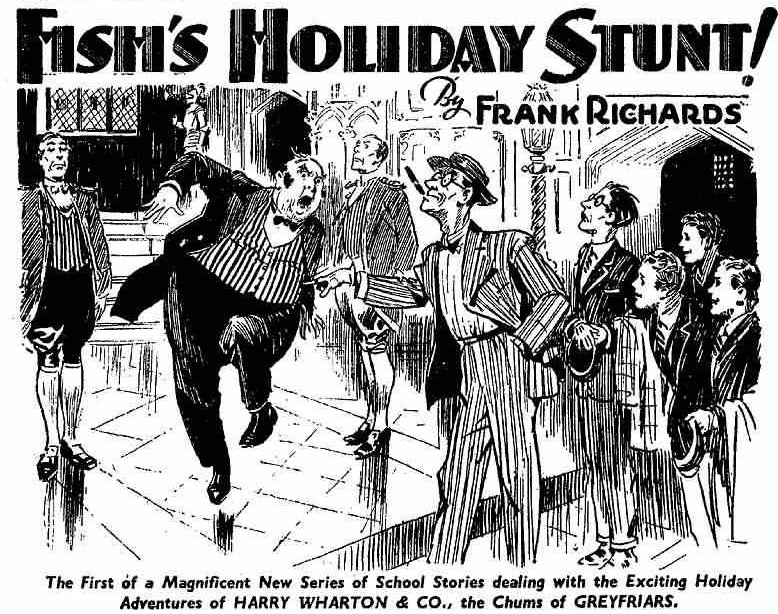 FISH'S HOLIDAY STUNT!
By FRANK RICHARDS
The First of a Magnificent New Series of School Stories dealing with the Exciting Holiday
Adventures of HARRY WHARTON & CO., the Chums of GREYFRIARS.